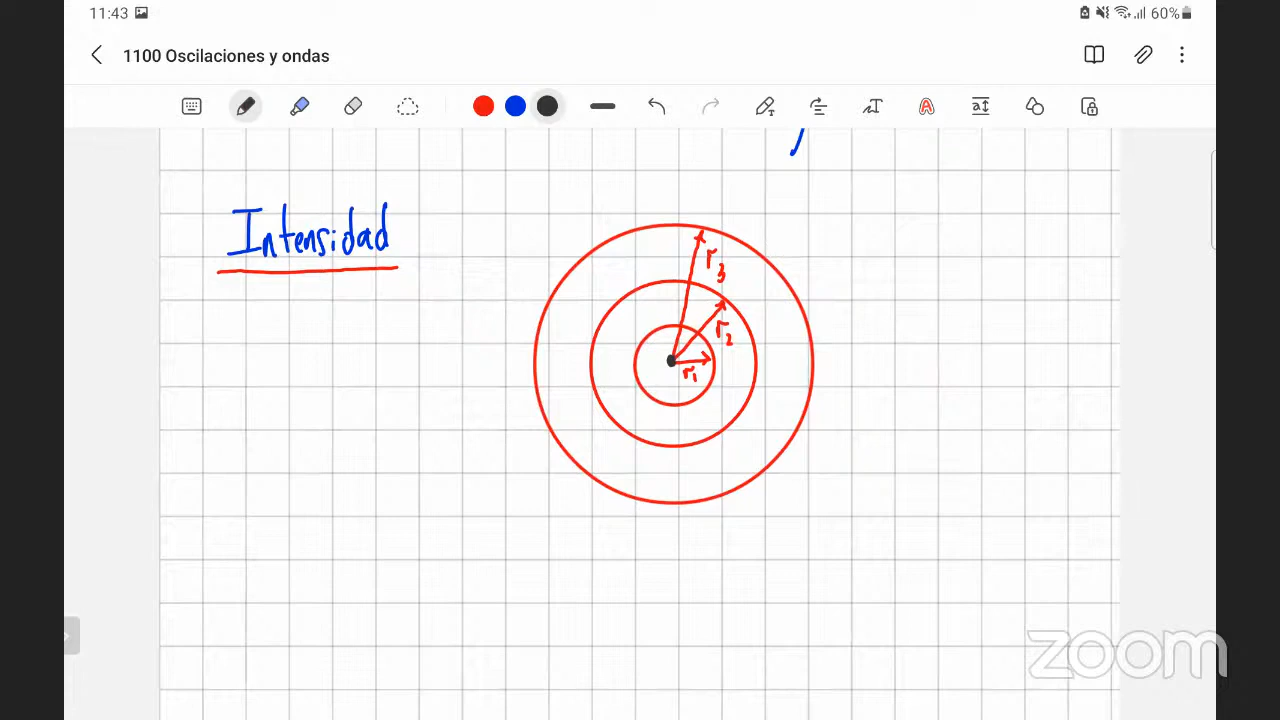 11:43
60%
1100 Oscilaciones y ondas
Intensidad
r3
r2
r1
zoom